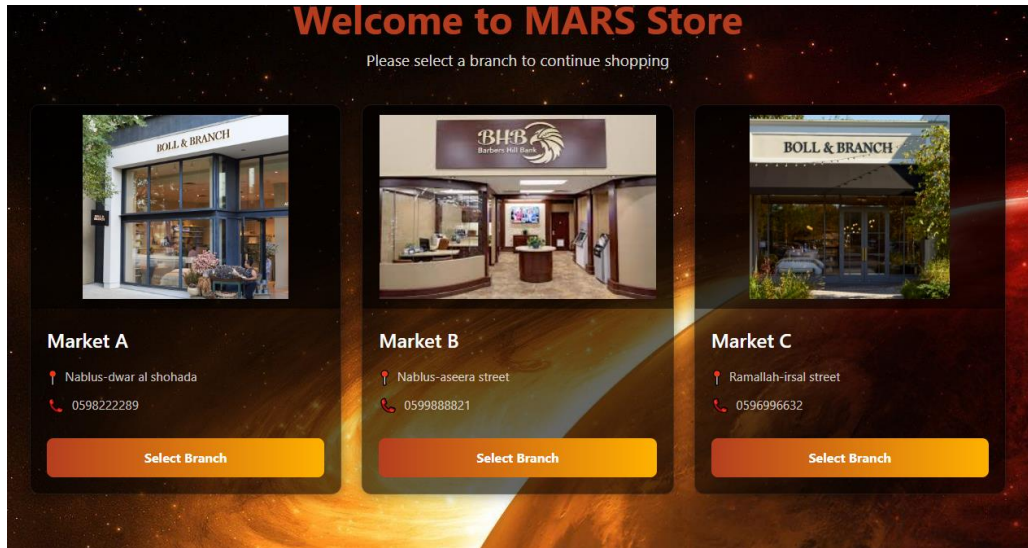 Welcome to MARS Store
Please select a branch to continue shopping
BOLL & BRANCH
BHB
Barbers Hill Bank
BOLL & BRANCH
Market A
Nablus-dwar al shohada
0598222289
Select Branch
Market B
Nablus-aseera street
0599888821
Select Branch
Market C
Ramallah-irsal street
0596996632
Select Branch